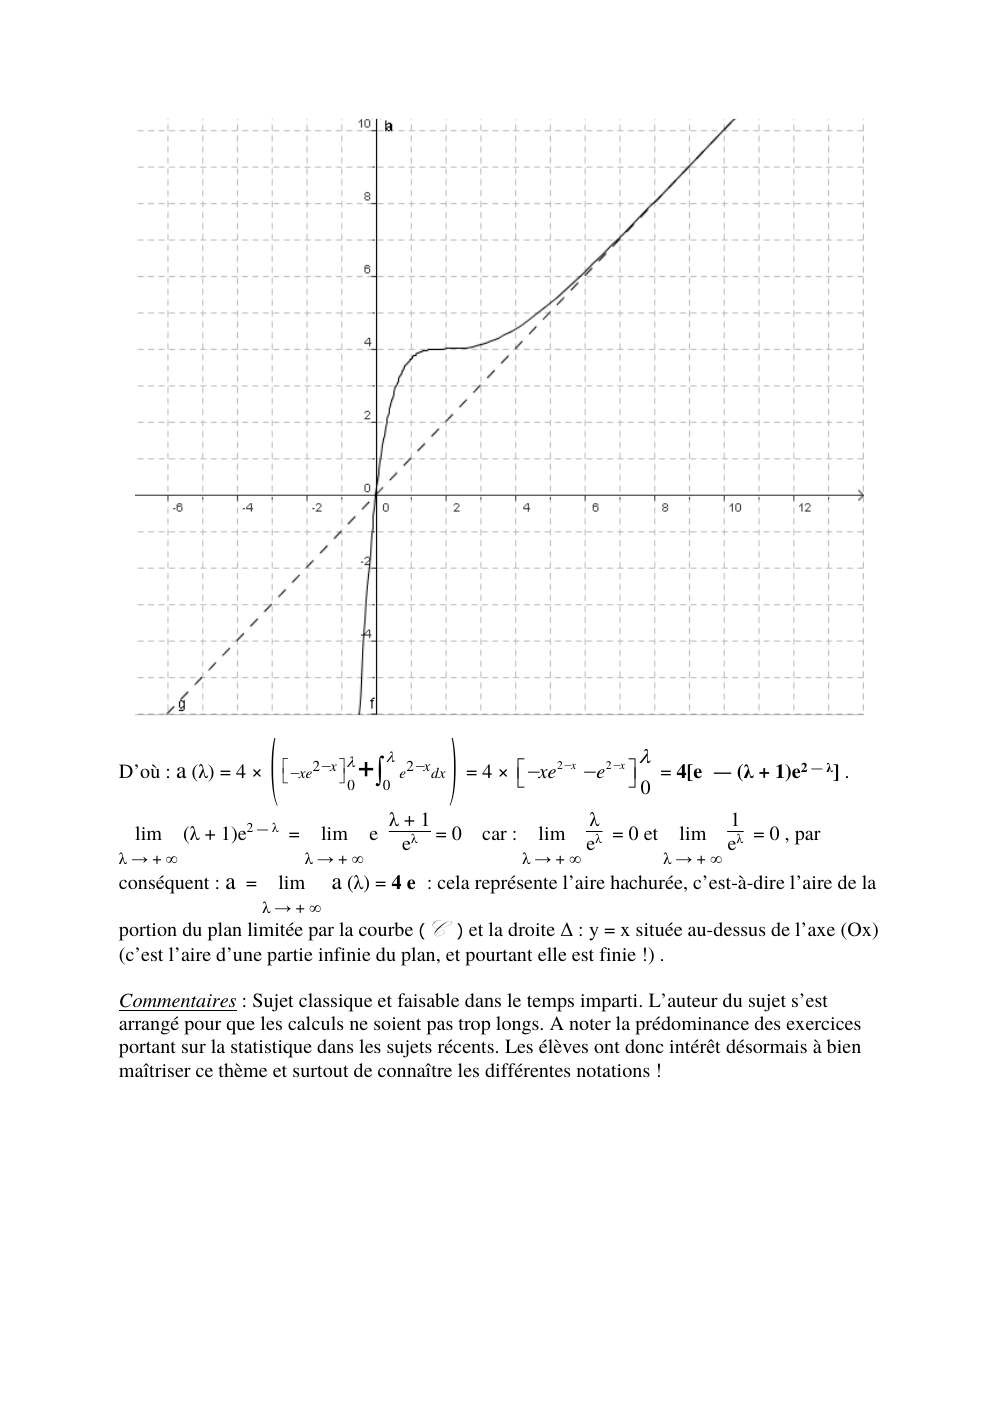 10 a
8
6
4
2
0
-6 -4 -2 0 2 4 6 8 10 12
-2
-4
g f
D’où : a (λ) = 4 × ([−xe^{2−x}]_0^λ + ∫_0^λ e^{2−x}dx) = 4 × [−xe^{2−x} −e^{2−x}]_0^λ = 4[e — (λ + 1)e^{2 — λ}] .
lim_{λ → + ∞} (λ + 1)e^{2 — λ} = lim_{λ → + ∞} e (λ + 1)/e^λ = 0 car : lim_{λ → + ∞} λ/e^λ = 0 et lim_{λ → + ∞} 1/e^λ = 0 , par
conséquent : a = lim_{λ → + ∞} a (λ) = 4 e : cela représente l’aire hachurée, c’est-à-dire l’aire de la
portion du plan limitée par la courbe ( 𝒞 ) et la droite Δ : y = x située au-dessus de l’axe (Ox)
(c’est l’aire d’une partie infinie du plan, et pourtant elle est finie !) .
Commentaires : Sujet classique et faisable dans le temps imparti. L’auteur du sujet s’est
arrangé pour que les calculs ne soient pas trop longs. A noter la prédominance des exercices
portant sur la statistique dans les sujets récents. Les élèves ont donc intérêt désormais à bien
maîtriser ce thème et surtout de connaître les différentes notations !